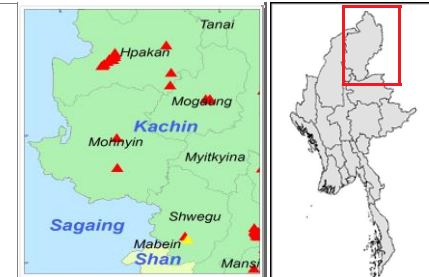 Tanai
Hpakan
Mogaung
Kachin
Mohnyin
Myitkyina
Shwegu
Sagaing
Mabein
Shan
Mansi